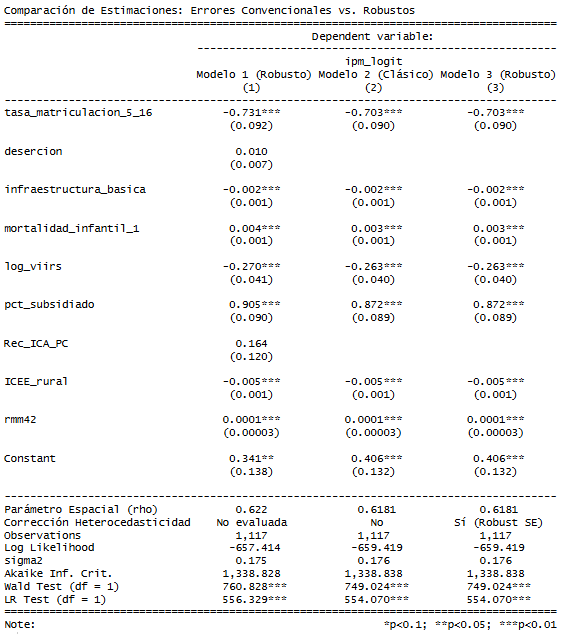 Comparación de Estimaciones: Errores Convencionales vs. Robustos
Dependent variable:
ipm_logit
Modelo 1 (Robusto) Modelo 2 (Clásico) Modelo 3 (Robusto)
(1) (2) (3)
tasa_matriculacion_5_16 -0.731*** -0.703*** -0.703***
(0.092) (0.090) (0.090)
desercion 0.010
(0.007)
infraestructura_basica -0.002*** -0.002*** -0.002***
(0.001) (0.001) (0.001)
mortalidad_infantil_1 0.004*** 0.003*** 0.003***
(0.001) (0.001) (0.001)
log_viirs -0.270*** -0.263*** -0.263***
(0.041) (0.040) (0.040)
pct_subsidiado 0.905*** 0.872*** 0.872***
(0.090) (0.089) (0.089)
Rec_ICA_PC 0.164
(0.120)
ICEE_rural -0.005*** -0.005*** -0.005***
(0.001) (0.001) (0.001)
rmm42 0.0001*** 0.0001*** 0.0001***
(0.00003) (0.00003) (0.00003)
Constant 0.341** 0.406*** 0.406***
(0.138) (0.132) (0.132)
Parámetro Espacial (rho) 0.622 0.6181 0.6181
Corrección Heterocedasticidad No evaluada No Sí (Robust SE)
Observations 1,117 1,117 1,117
Log Likelihood -657.414 -659.419 -659.419
sigma2 0.175 0.176 0.176
Akaike Inf. Crit. 1,338.828 1,338.838 1,338.838
Wald Test (df = 1) 760.828*** 749.024*** 749.024***
LR Test (df = 1) 556.329*** 554.070*** 554.070***
Note: *p<0.1; **p<0.05; ***p<0.01